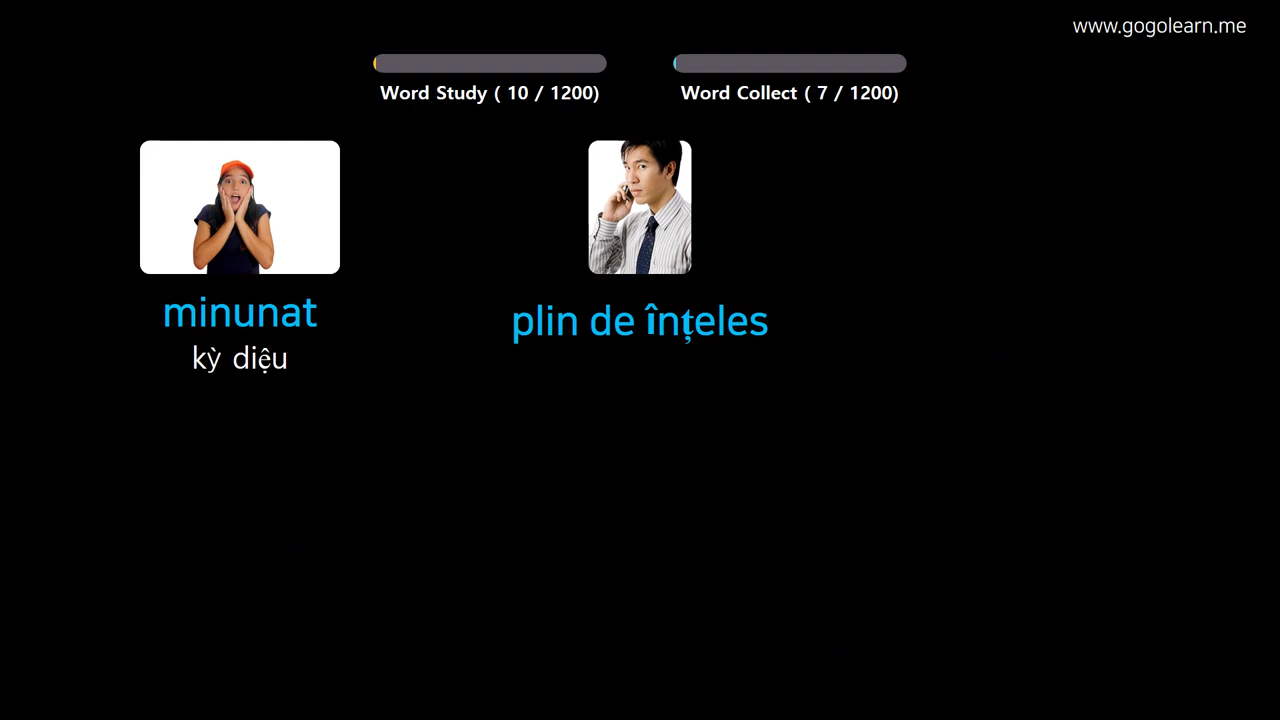 www.gogolearn.me
Word Study ( 10 / 1200)
Word Collect ( 7 / 1200)
minunat
kỳ diệu
plin de înțeles